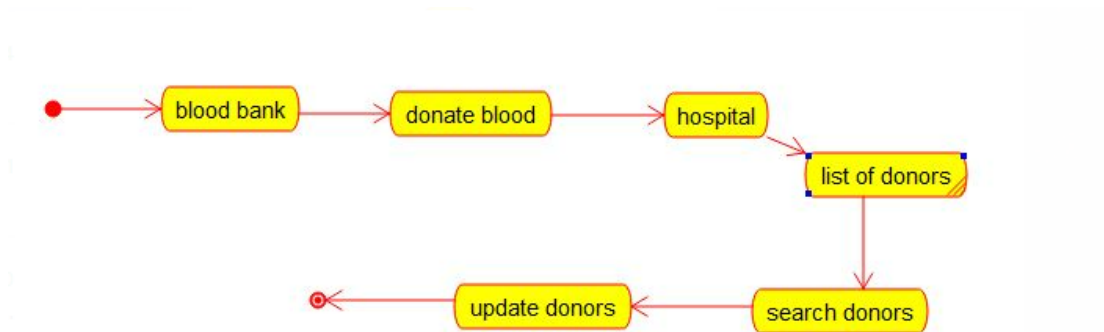 blood bank
donate blood
hospital
list of donors
search donors
update donors